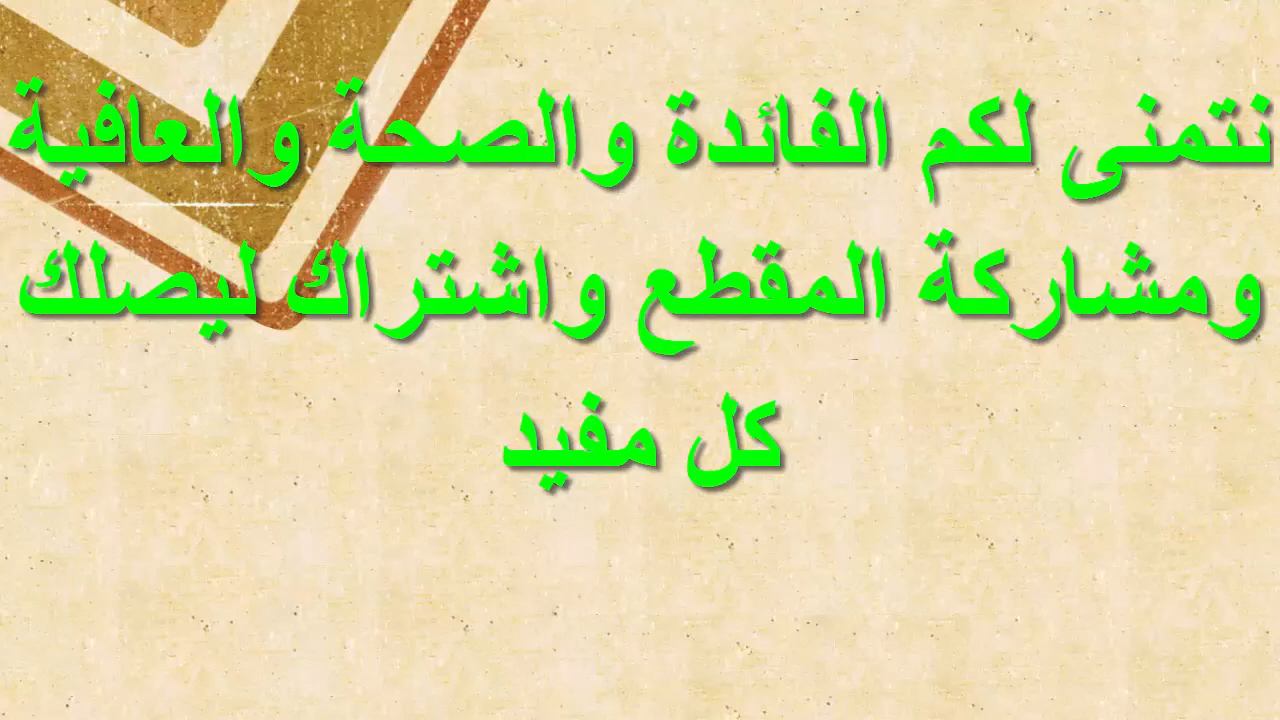 نتمنى لكم الفائدة والصحة والعافية
ومشاركة المقطع واشتراك ليصلك
كل مفيد